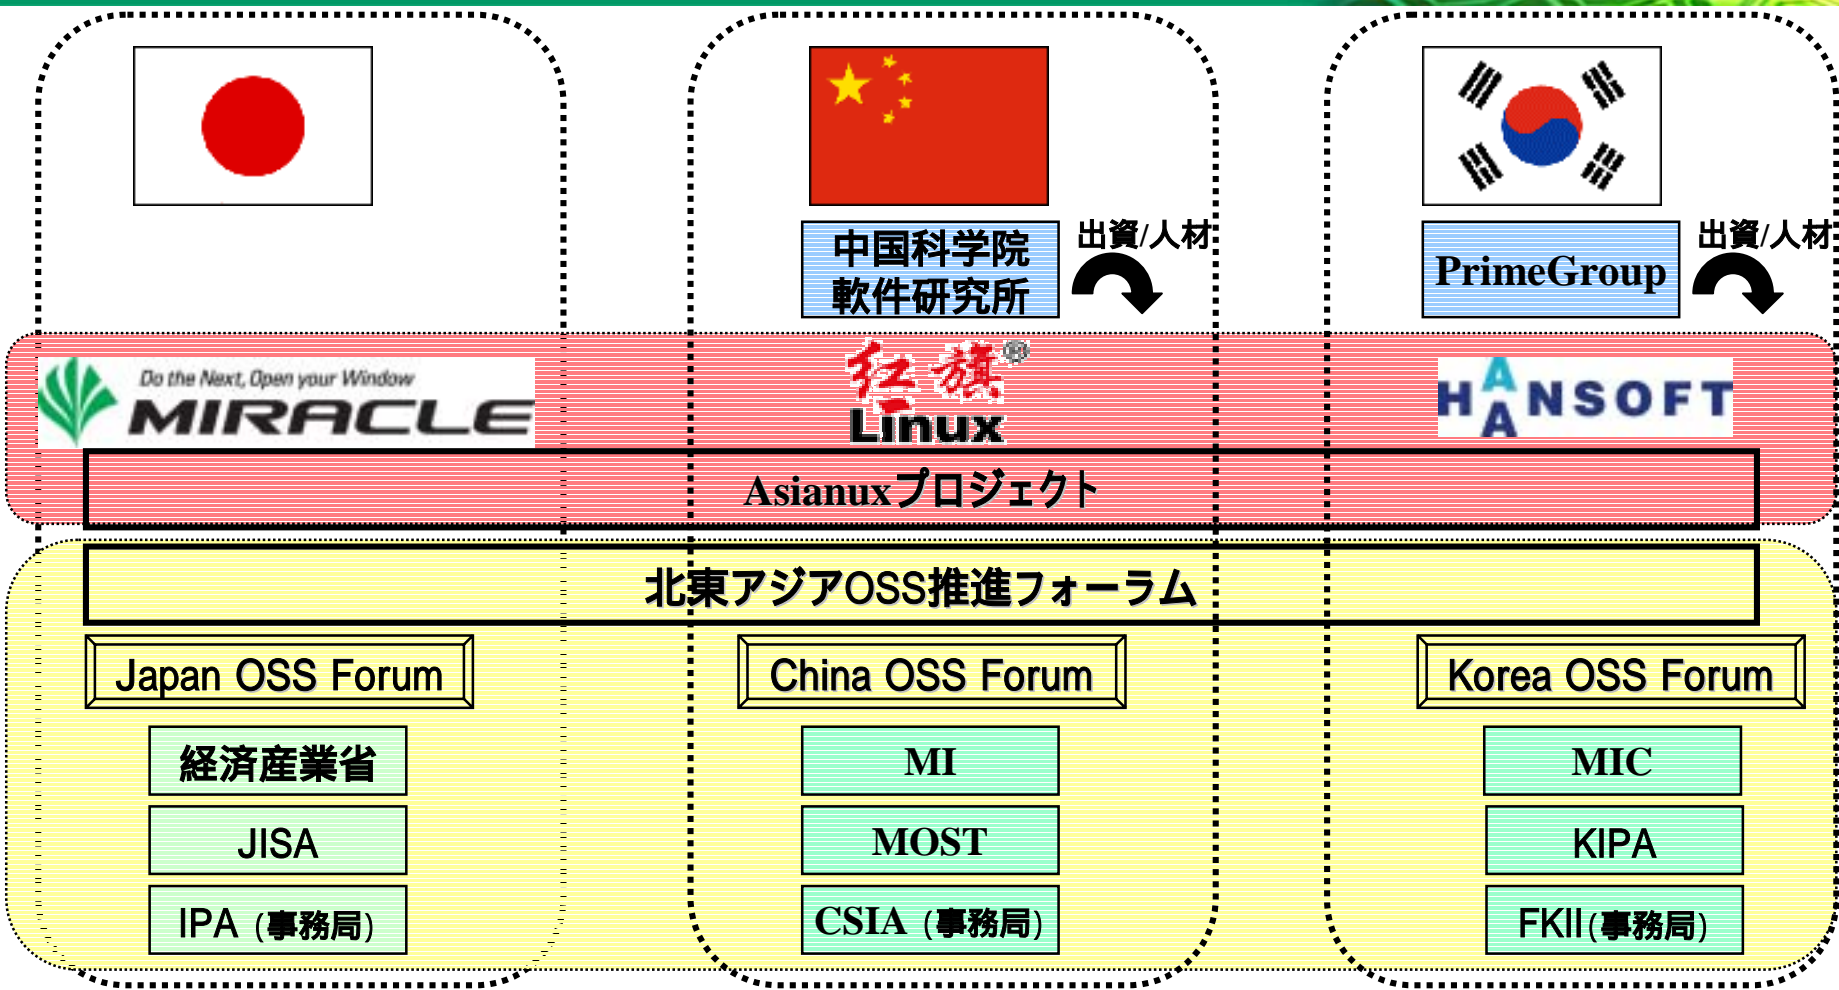 中国科学院
軟件研究所
出資/人材
PrimeGroup
出資/人材
Do the Next, Open your Window
MIRACLE
红旗®
Linux
HAANSOFT
Asianuxプロジェクト
北東アジアOSS推進フォーラム
Japan OSS Forum
China OSS Forum
Korea OSS Forum
経済産業省
MI
MIC
JISA
MOST
KIPA
IPA (事務局)
CSIA (事務局)
FKII(事務局)